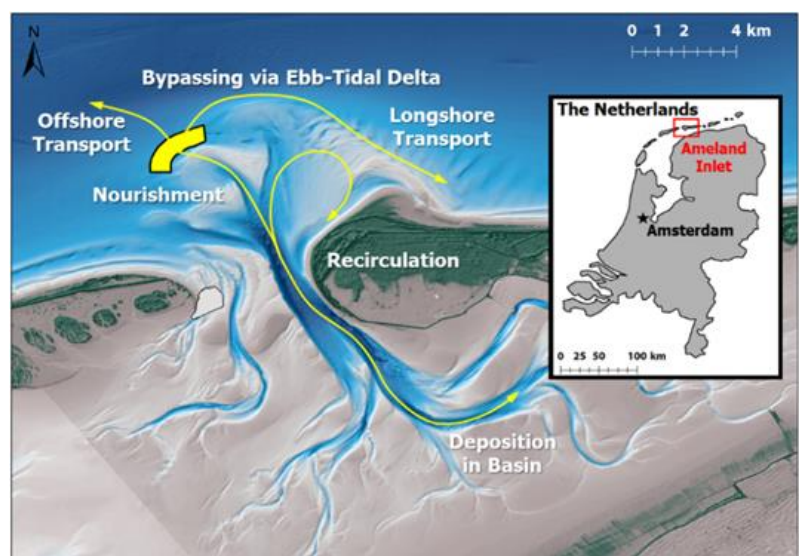 N
0 1 2 4 km
Bypassing via Ebb-Tidal Delta
Offshore
Transport
Longshore
Transport
Nourishment
Recirculation
Deposition
in Basin
The Netherlands
Ameland
Inlet
Amsterdam
0 25 50 100 km